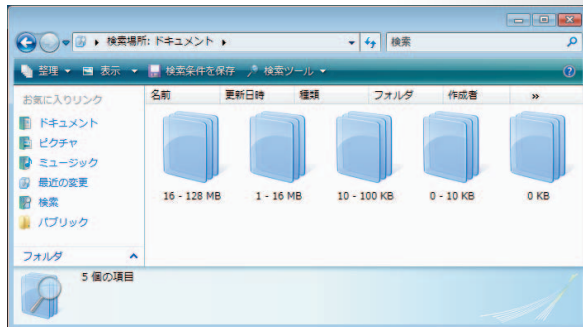 検索場所: ドキュメント
検索
整理 表示 検索条件を保存 検索ツール
お気に入りリンク
ドキュメント
ピクチャ
ミュージック
最近の変更
検索
パブリック
フォルダ
名前 更新日時 種類 フォルダ 作成者 »
16 - 128 MB 1 - 16 MB 10 - 100 KB 0 - 10 KB 0 KB
5 個の項目